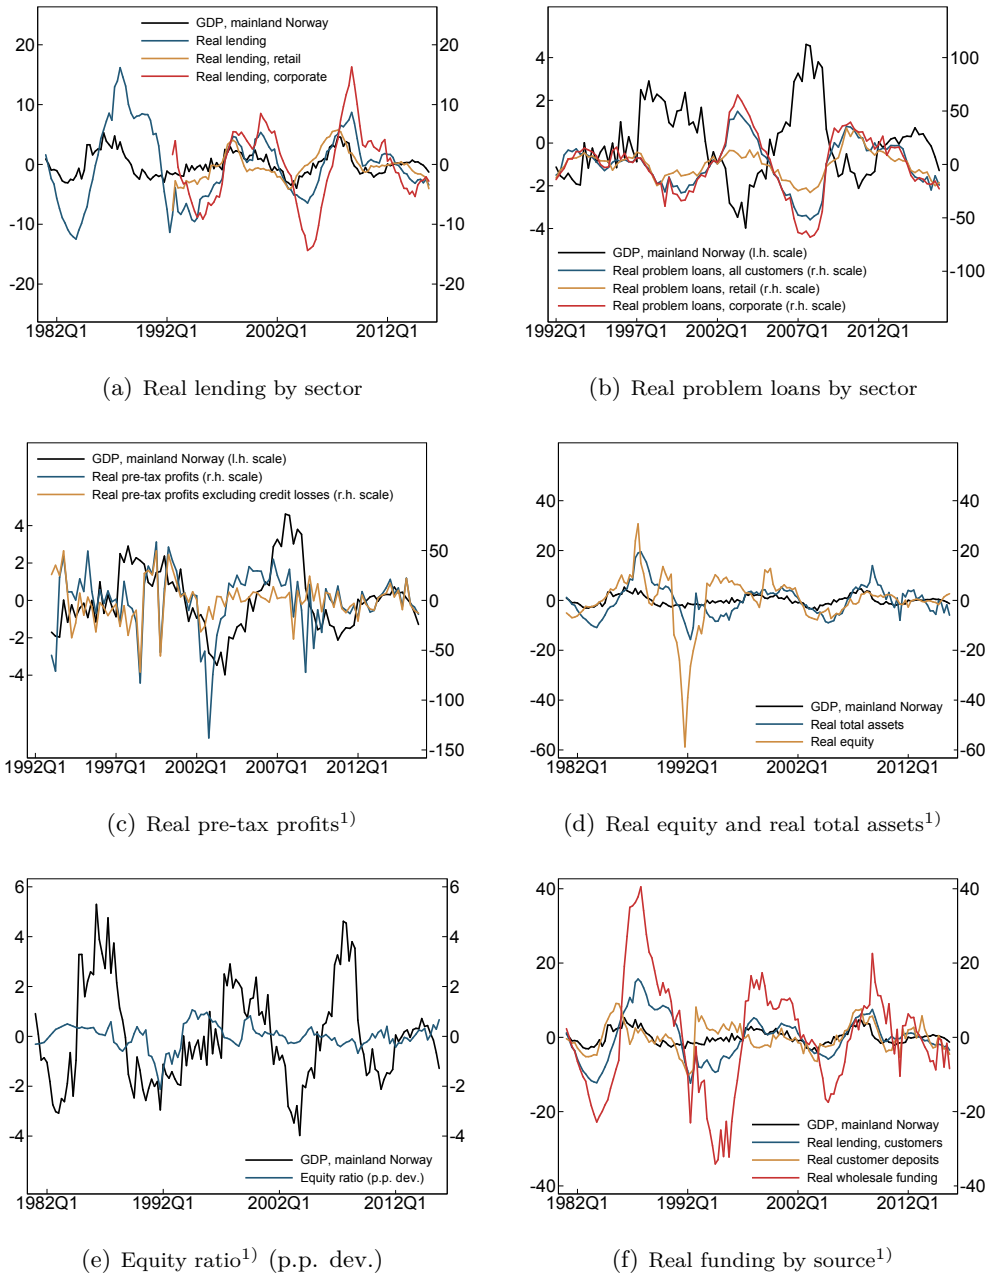 GDP, mainland Norway
Real lending
Real lending, retail
Real lending, corporate
20
10
0
-10
-20
20
10
0
-10
-20
1982Q1 1992Q1 2002Q1 2012Q1
(a) Real lending by sector
4
2
0
-2
-4
100
50
0
-50
-100
GDP, mainland Norway (l.h. scale)
Real problem loans, all customers (r.h. scale)
Real problem loans, retail (r.h. scale)
Real problem loans, corporate (r.h. scale)
1992Q1 1997Q1 2002Q1 2007Q1 2012Q1
(b) Real problem loans by sector
GDP, mainland Norway (l.h. scale)
Real pre-tax profits (r.h. scale)
Real pre-tax profits excluding credit losses (r.h. scale)
4
2
0
-2
-4
50
0
-50
-100
-150
1992Q1 1997Q1 2002Q1 2007Q1 2012Q1
(c) Real pre-tax profits1)
40
20
0
-20
-40
-60
40
20
0
-20
-40
-60
GDP, mainland Norway
Real total assets
Real equity
1982Q1 1992Q1 2002Q1 2012Q1
(d) Real equity and real total assets1)
6
4
2
0
-2
-4
6
4
2
0
-2
-4
GDP, mainland Norway
Equity ratio (p.p. dev.)
1982Q1 1992Q1 2002Q1 2012Q1
(e) Equity ratio1) (p.p. dev.)
40
20
0
-20
-40
40
20
0
-20
-40
GDP, mainland Norway
Real lending, customers
Real customer deposits
Real wholesale funding
1982Q1 1992Q1 2002Q1 2012Q1
(f) Real funding by source1)